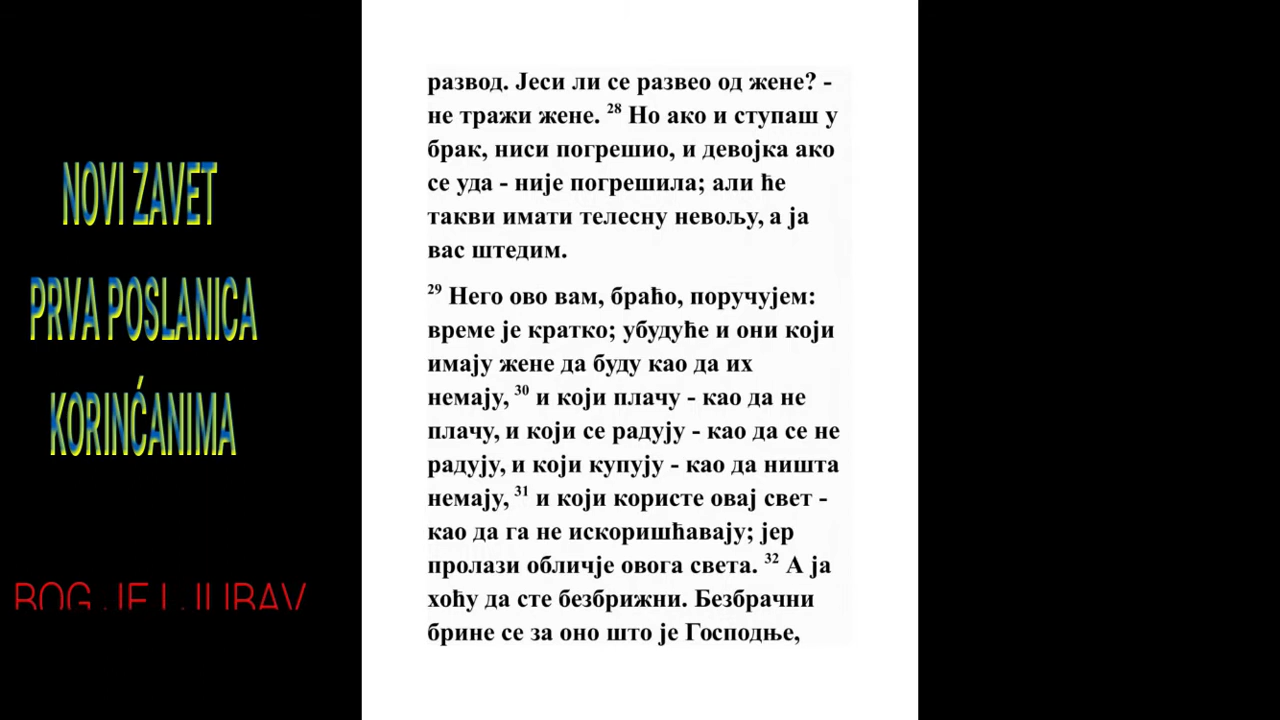 NOVI ZAVET
PRVA POSLANICA
KORINĆANIMA
BOG JE LJUBAV
развод. Јеси ли се развео од жене? -
не тражи жене. 28 Но ако и ступаш у
брак, ниси погрешио, и девојка ако
се уда - није погрешила; али ће
такви имати телесну невољу, а ја
вас штедим.
29 Него ово вам, браћо, поручујем:
време је кратко; убудуће и они који
имају жене да буду као да их
немају, 30 и који плачу - као да не
плачу, и који се радују - као да се не
радују, и који купују - као да ништа
немају, 31 и који користе овај свет -
као да га не искоришћавају; јер
пролази обличје овога света. 32 А ја
хоћу да сте безбрижни. Безбрачни
брине се за оно што је Господње,